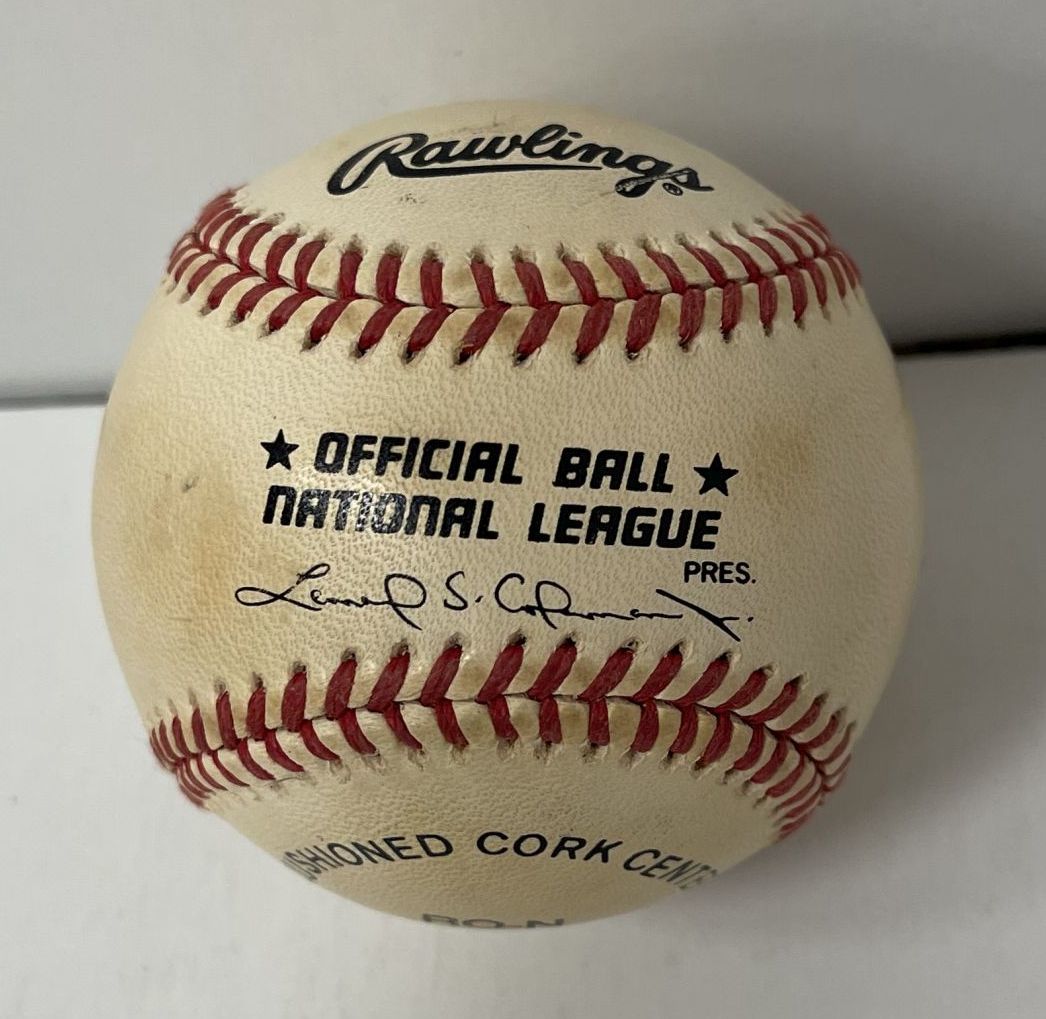 Rawlings®
★ OFFICIAL BALL ★
NATIONAL LEAGUE
PRES.
Leonard S. Coleman Jr.
CUSHIONED CORK CENTER
RO-N